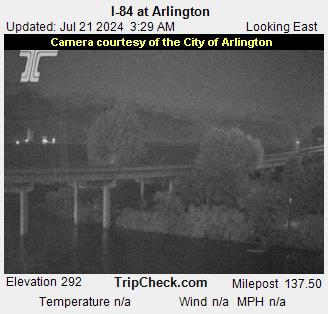 I-84 at Arlington
Updated: Jul 21 2024 3:29 AM Looking East
Camera courtesy of the City of Arlington
Elevation 292 TripCheck.com Milepost 137.50
Temperature n/a Wind n/a MPH n/a